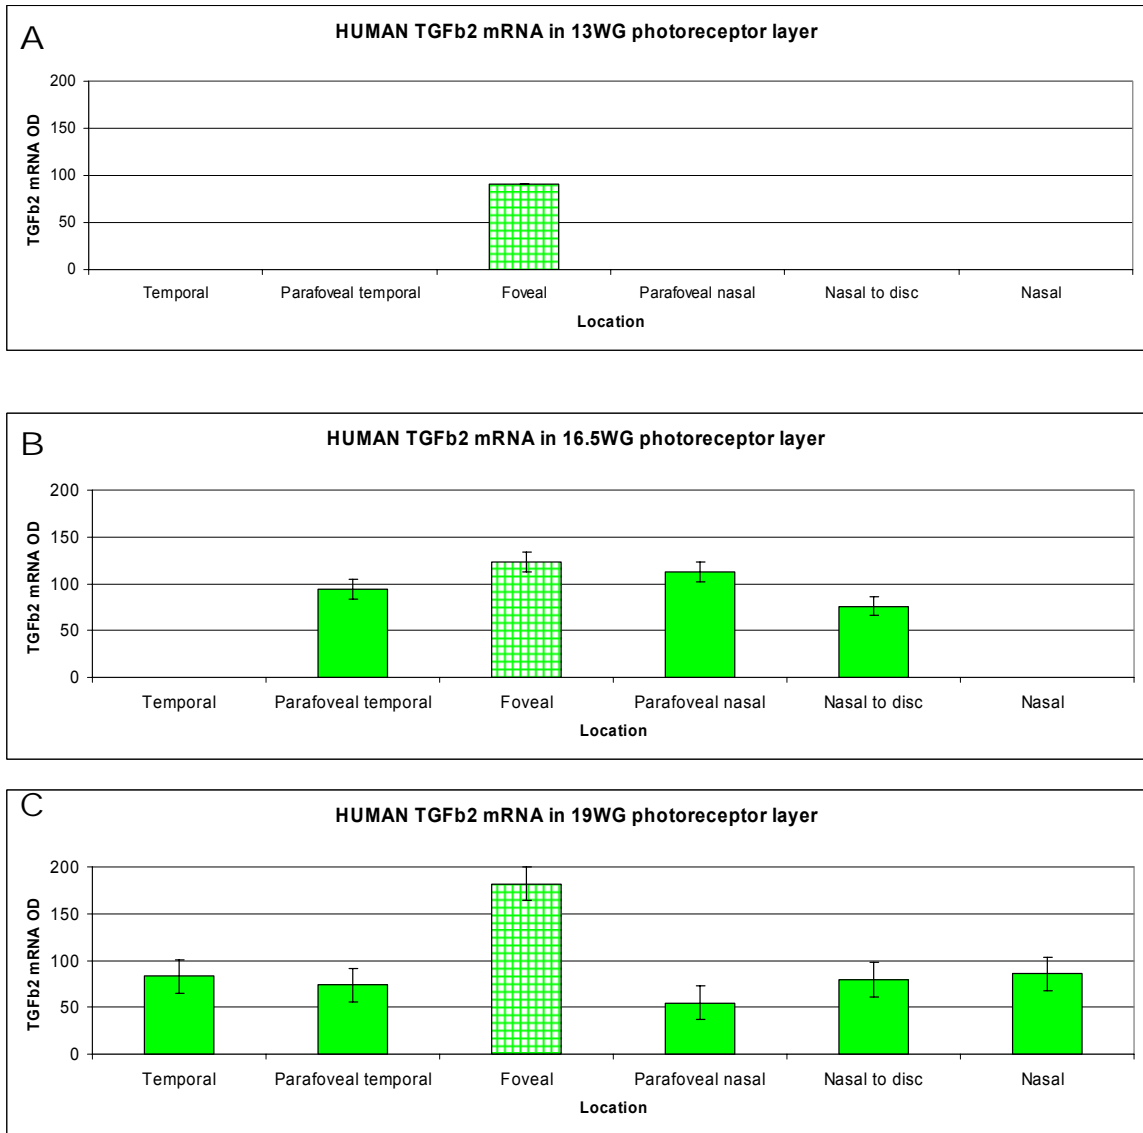 A
HUMAN TGFb2 mRNA in 13WG photoreceptor layer
200
150
100
50
0
TGFb2 mRNA OD
Temporal Parafoveal temporal Foveal Parafoveal nasal Nasal to disc Nasal
Location
B
HUMAN TGFb2 mRNA in 16.5WG photoreceptor layer
200
150
100
50
0
TGFb2 mRNA OD
Temporal Parafoveal temporal Foveal Parafoveal nasal Nasal to disc Nasal
Location
C
HUMAN TGFb2 mRNA in 19WG photoreceptor layer
200
150
100
50
0
TGFb2 mRNA OD
Temporal Parafoveal temporal Foveal Parafoveal nasal Nasal to disc Nasal
Location